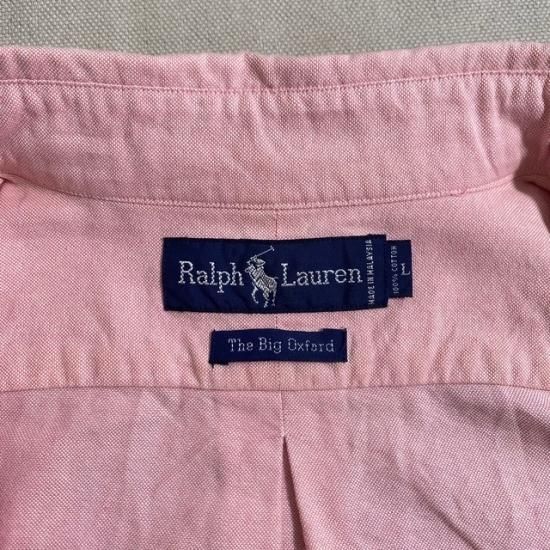 Ralph Lauren
MADE IN MALAYSIA
100% COTTON
L
The Big Oxford